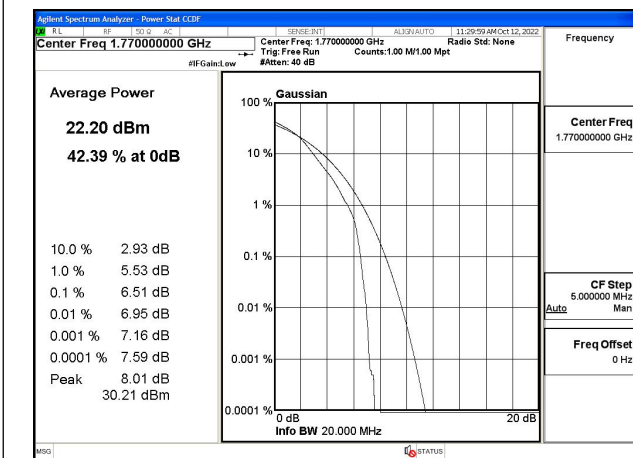 Agilent Spectrum Analyzer - Power Stat CCDF
RL RF 50 Ω AC SENSE:INT ALIGN AUTO 11:29:59 AM Oct 12, 2022
Center Freq 1.770000000 GHz
Center Freq: 1.770000000 GHz Radio Std: None
Trig: Free Run Counts:1.00 M/1.00 Mpt
#IFGain:Low #Atten: 40 dB
Frequency
Average Power
22.20 dBm
42.39 % at 0dB
10.0 % 2.93 dB
1.0 % 5.53 dB
0.1 % 6.51 dB
0.01 % 6.95 dB
0.001 % 7.16 dB
0.0001 % 7.59 dB
Peak 8.01 dB
30.21 dBm
Gaussian
100 %
10 %
1 %
0.1 %
0.01 %
0.001 %
0.0001 %
0 dB 20 dB
Info BW 20.000 MHz
Center Freq
1.770000000 GHz
CF Step
5.000000 MHz
Auto Man
Freq Offset
0 Hz
MSG STATUS